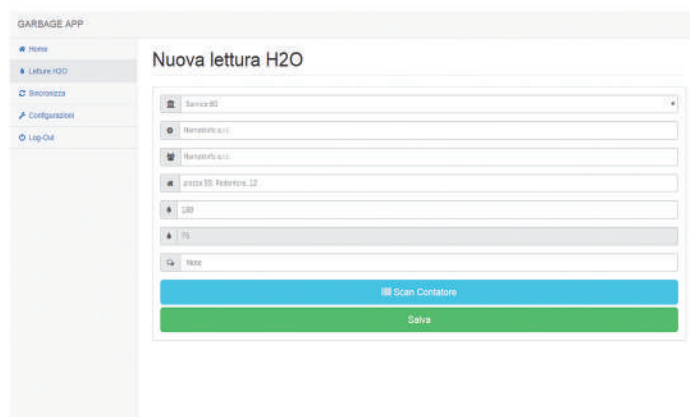 GARBAGE APP
Home
Letture H2O
Sincronizza
Configurazioni
Log-Out
Nuova lettura H2O
piazza SS. Redentore, 12
75
Note
Scan Contatore
Salva